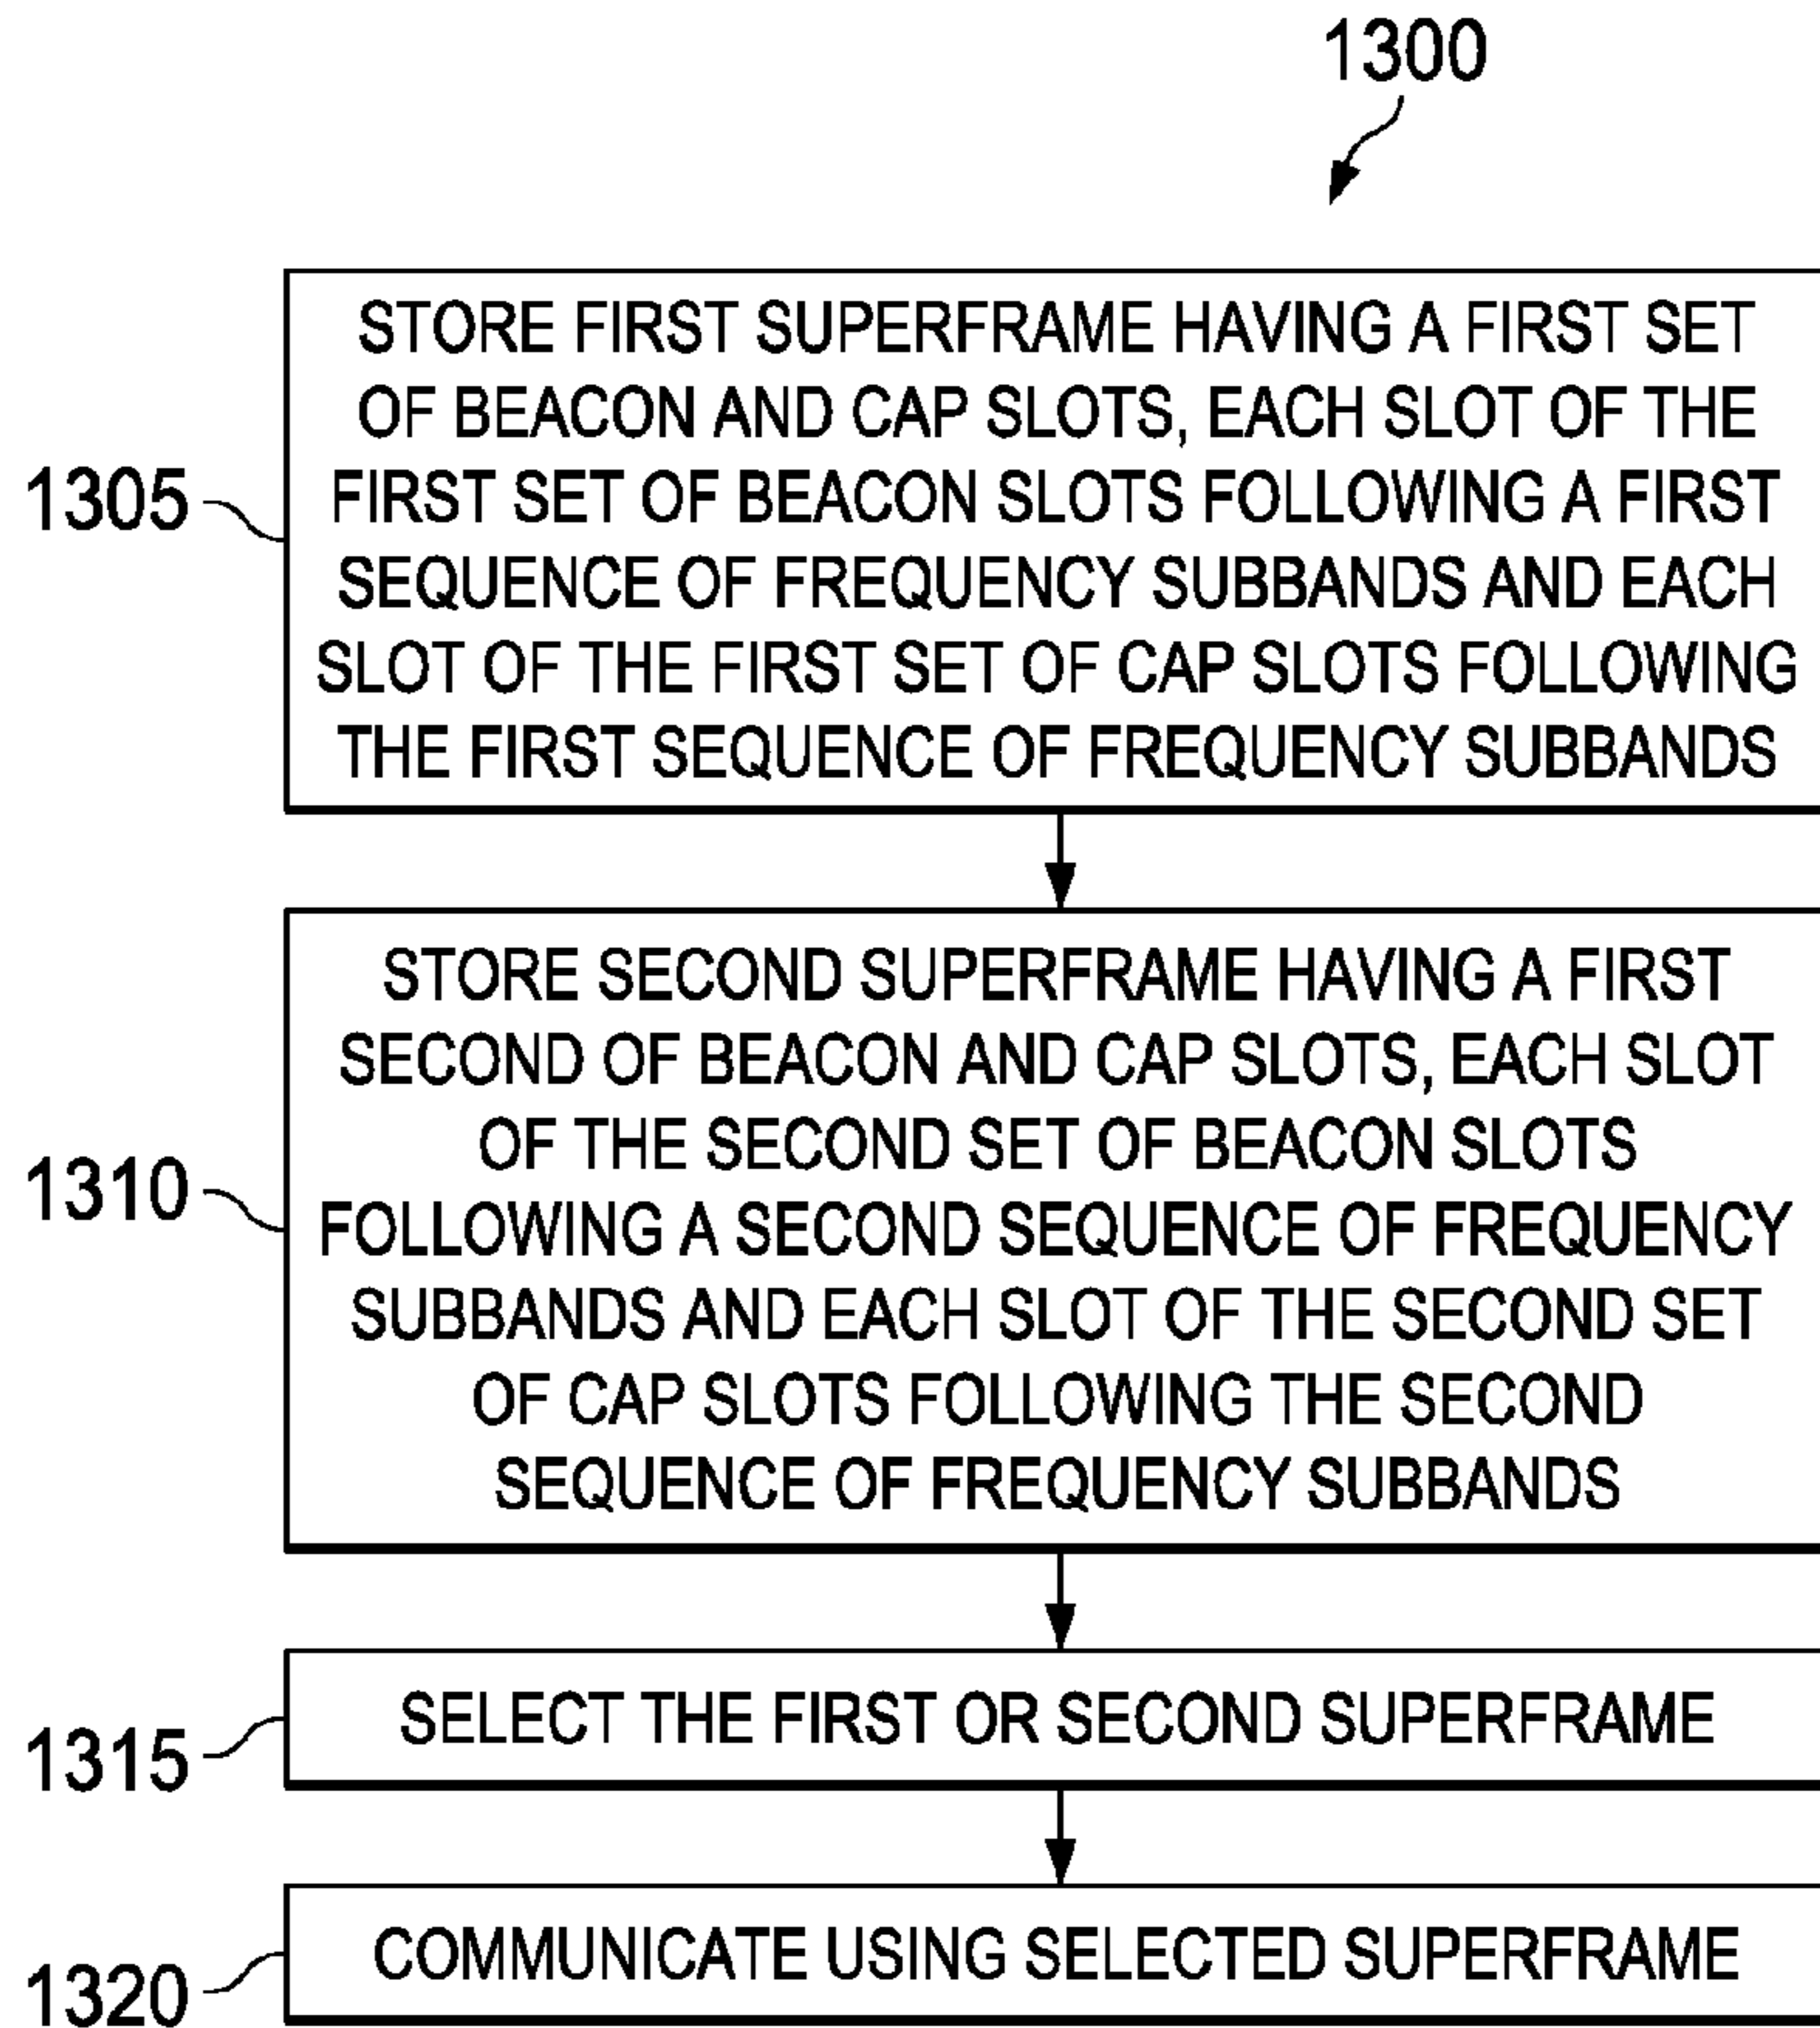 1300
STORE FIRST SUPERFRAME HAVING A FIRST SET
OF BEACON AND CAP SLOTS, EACH SLOT OF THE
FIRST SET OF BEACON SLOTS FOLLOWING A FIRST
SEQUENCE OF FREQUENCY SUBBANDS AND EACH
SLOT OF THE FIRST SET OF CAP SLOTS FOLLOWING
THE FIRST SEQUENCE OF FREQUENCY SUBBANDS
1305
STORE SECOND SUPERFRAME HAVING A FIRST
SECOND OF BEACON AND CAP SLOTS, EACH SLOT
OF THE SECOND SET OF BEACON SLOTS
FOLLOWING A SECOND SEQUENCE OF FREQUENCY
SUBBANDS AND EACH SLOT OF THE SECOND SET
OF CAP SLOTS FOLLOWING THE SECOND
SEQUENCE OF FREQUENCY SUBBANDS
1310
SELECT THE FIRST OR SECOND SUPERFRAME
1315
COMMUNICATE USING SELECTED SUPERFRAME
1320